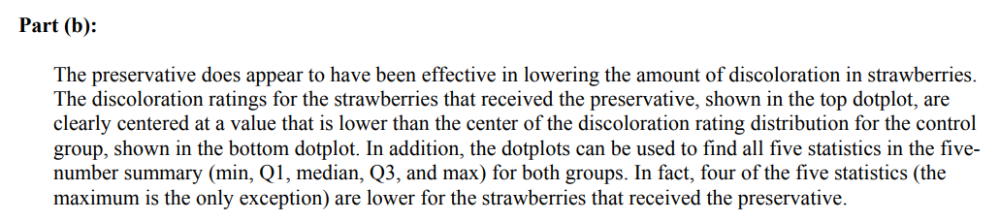 Part (b):
The preservative does appear to have been effective in lowering the amount of discoloration in strawberries.
The discoloration ratings for the strawberries that received the preservative, shown in the top dotplot, are
clearly centered at a value that is lower than the center of the discoloration rating distribution for the control
group, shown in the bottom dotplot. In addition, the dotplots can be used to find all five statistics in the five-
number summary (min, Q1, median, Q3, and max) for both groups. In fact, four of the five statistics (the
maximum is the only exception) are lower for the strawberries that received the preservative.